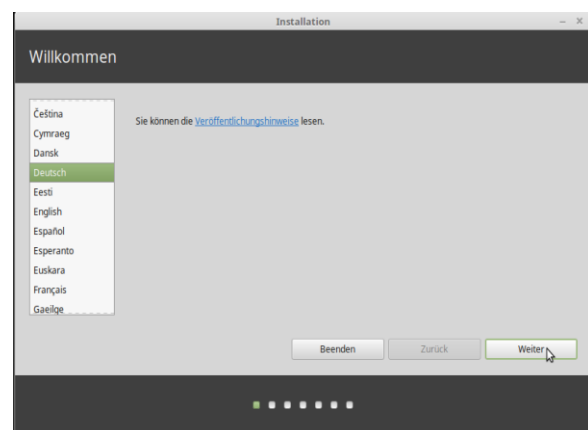 Installation
Willkommen
Čeština
Cymraeg
Dansk
Deutsch
Eesti
English
Español
Esperanto
Euskara
Français
Gaeilge
Sie können die Veröffentlichungshinweise lesen.
Beenden
Zurück
Weiter